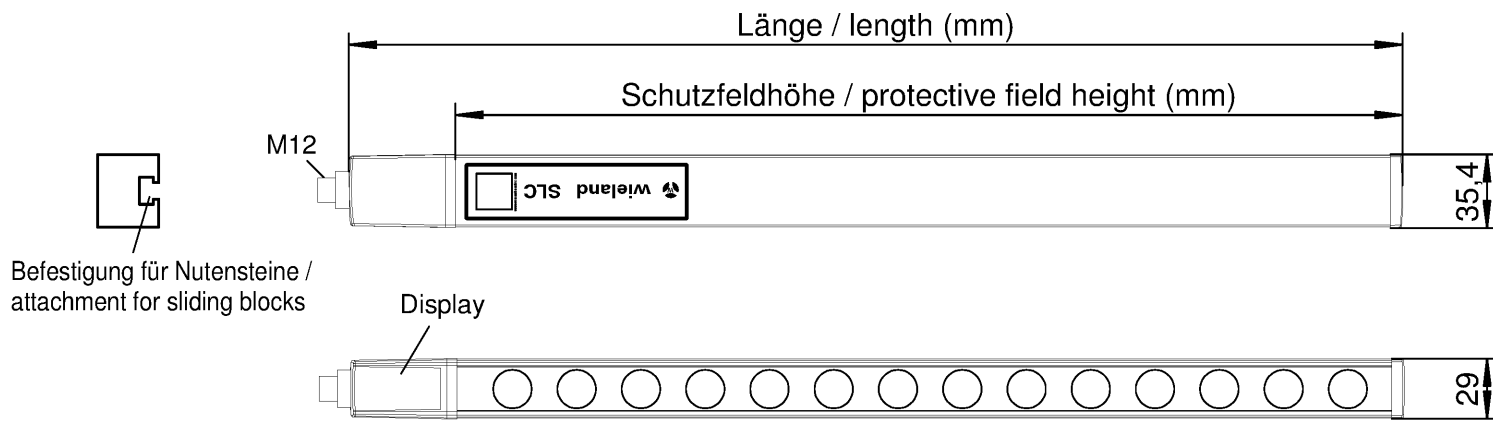 Länge / length (mm)
Schutzfeldhöhe / protective field height (mm)
M12
wieland SLC
35,4
Befestigung für Nutensteine /
attachment for sliding blocks
Display
29